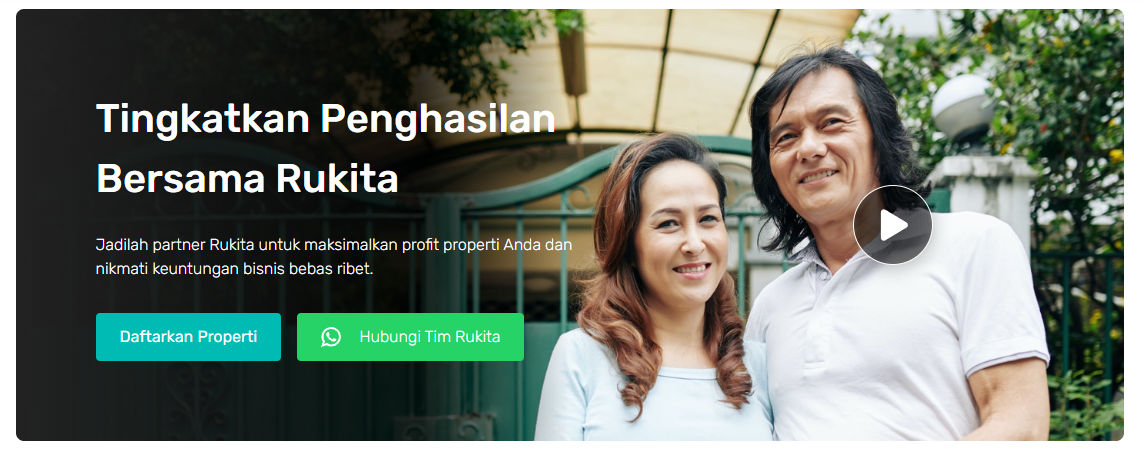 Tingkatkan Penghasilan
Bersama Rukita
Jadilah partner Rukita untuk maksimalkan profit properti Anda dan
nikmati keuntungan bisnis bebas ribet.
Daftarkan Properti
Hubungi Tim Rukita